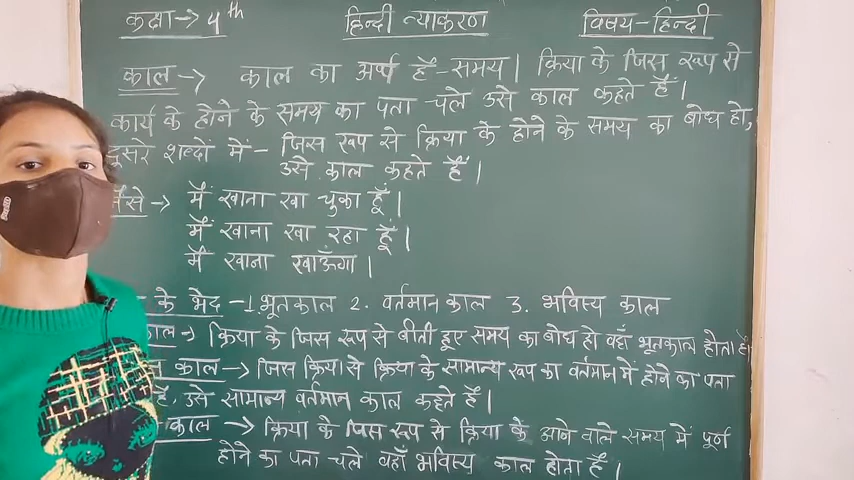 कक्षा→ 4th हिन्दी व्याकरण विषय-हिन्दी
काल→ काल का अर्थ है-समय। क्रिया के जिस रूप से
कार्य के होने के समय का पता चले उसे काल कहते हैं।
दूसरे शब्दों में- जिस रूप से क्रिया के होने के समय का बोध हो,
उसे काल कहते हैं।
जैसे→ मैं खाना खा चुका हूँ।
मैं खाना खा रहा हूँ।
मैं खाना खाऊँगा।
के भेद -1 भूतकाल 2. वर्तमान काल 3. भविष्य काल
काल→ क्रिया के जिस रूप से बीती हुए समय का बोध हो वहाँ भूतकाल होता है।
काल→ जिस क्रिया से क्रिया के सामान्य रूप का वर्तमान में होने का पता
है, उसे सामान्य वर्तमान काल कहते हैं।
काल → क्रिया के जिस रूप से क्रिया के आने वाले समय में पूर्ण
होने का पता चले वहाँ भविष्य काल होता है।